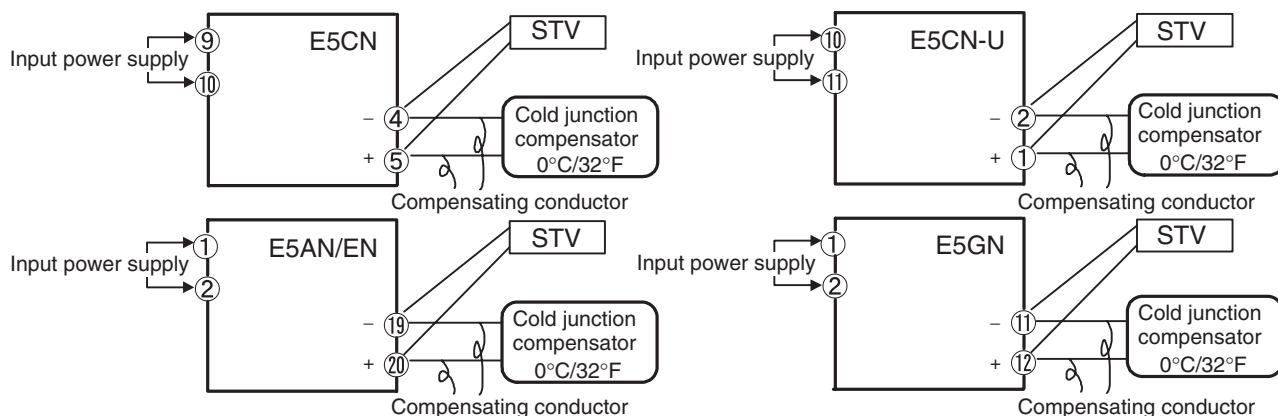 E5CN
Input power supply
⑨
⑩
STV
−
④
+
⑤
Cold junction
compensator
0°C/32°F
Compensating conductor
E5CN-U
Input power supply
⑩
⑪
STV
−
②
+
①
Cold junction
compensator
0°C/32°F
Compensating conductor
E5AN/EN
Input power supply
①
②
STV
−
⑲
+
⑳
Cold junction
compensator
0°C/32°F
Compensating conductor
E5GN
Input power supply
①
②
STV
−
⑪
+
⑫
Cold junction
compensator
0°C/32°F
Compensating conductor